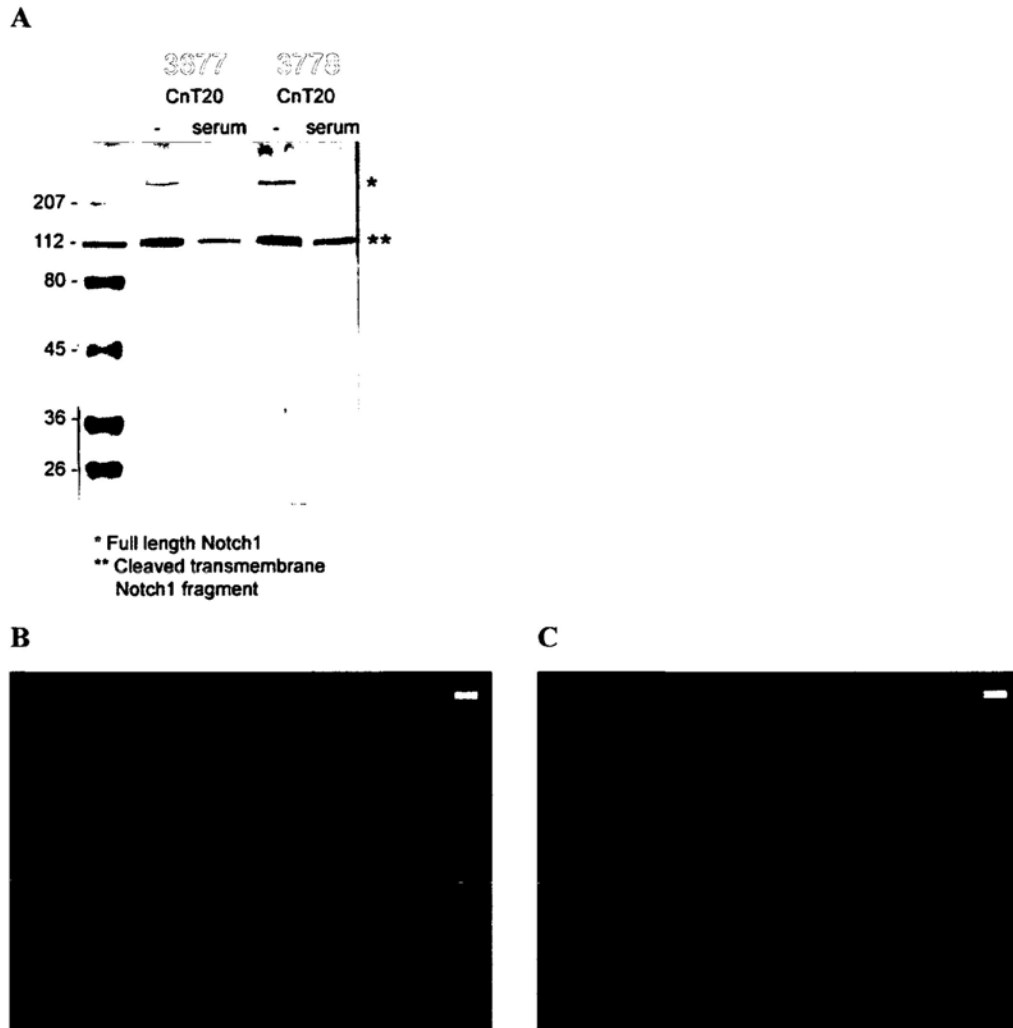 A
3677 3778
CnT20 CnT20
- serum - serum
*
207 -
112 - **
80 -
45 -
36 -
26 -
* Full length Notch1
** Cleaved transmembrane
Notch1 fragment
B C